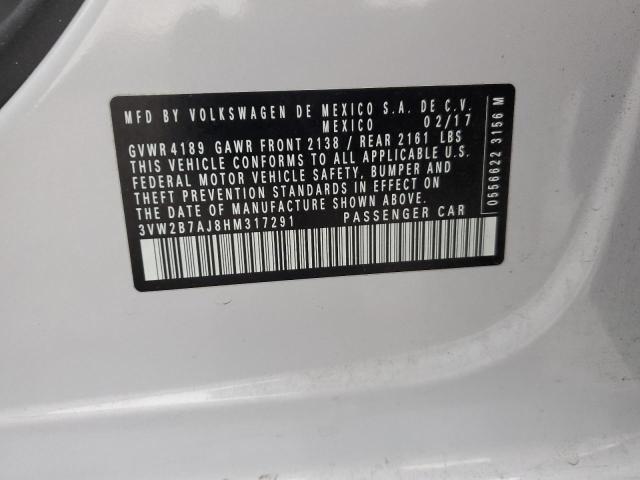 MFD BY VOLKSWAGEN DE MEXICO S.A. DE C.V.
MEXICO 02/17
GVWR 4189 GAWR FRONT 2138 / REAR 2161 LBS
THIS VEHICLE CONFORMS TO ALL APPLICABLE U.S.
FEDERAL MOTOR VEHICLE SAFETY, BUMPER AND
THEFT PREVENTION STANDARDS IN EFFECT ON
THE DATE OF MANUFACTURE SHOWN ABOVE.
3VW2B7AJ8HM317291 PASSENGER CAR
0556622 3156 M